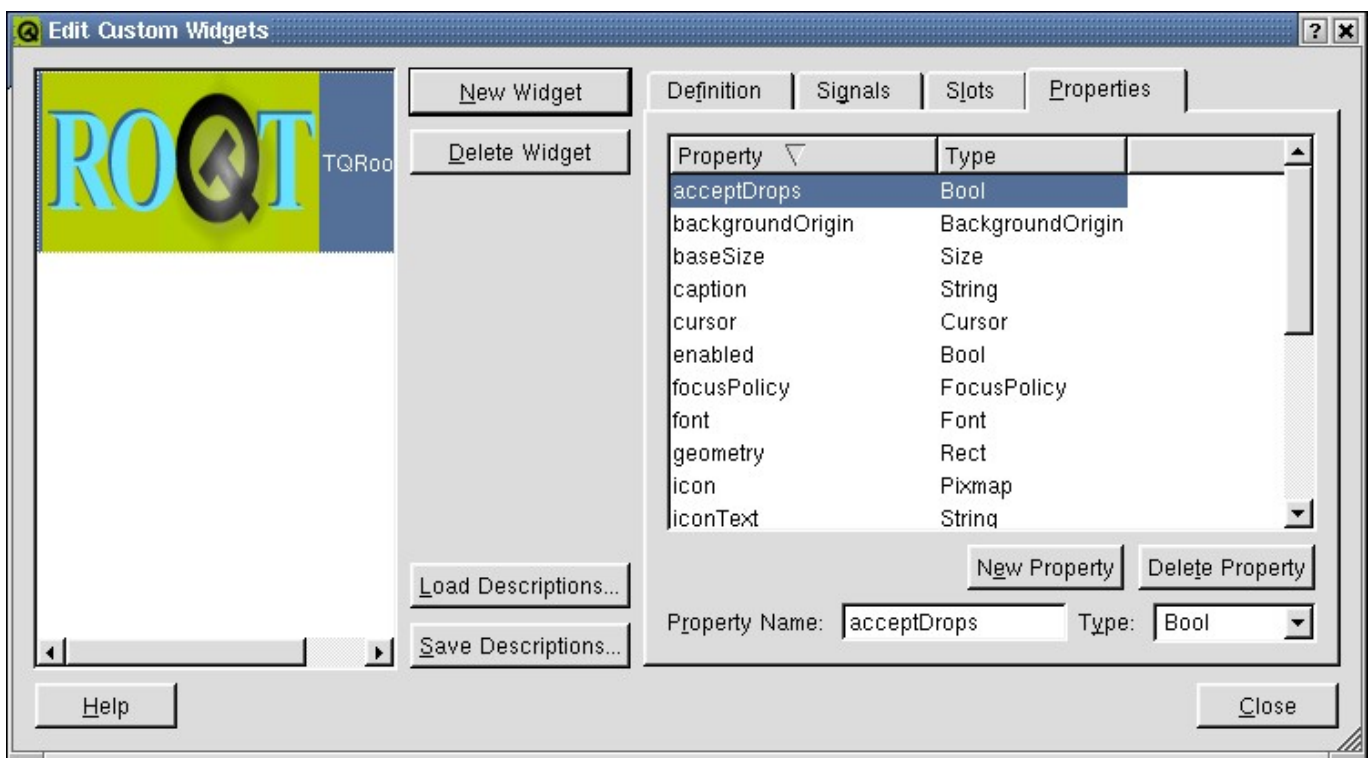 Edit Custom Widgets
ROQT
TQRoo
New Widget
Delete Widget
Load Descriptions...
Save Descriptions...
Definition
Signals
Slots
Properties
Property Type
acceptDrops Bool
backgroundOrigin BackgroundOrigin
baseSize Size
caption String
cursor Cursor
enabled Bool
focusPolicy FocusPolicy
font Font
geometry Rect
icon Pixmap
iconText String
New Property
Delete Property
Property Name: acceptDrops Type: Bool
Help
Close